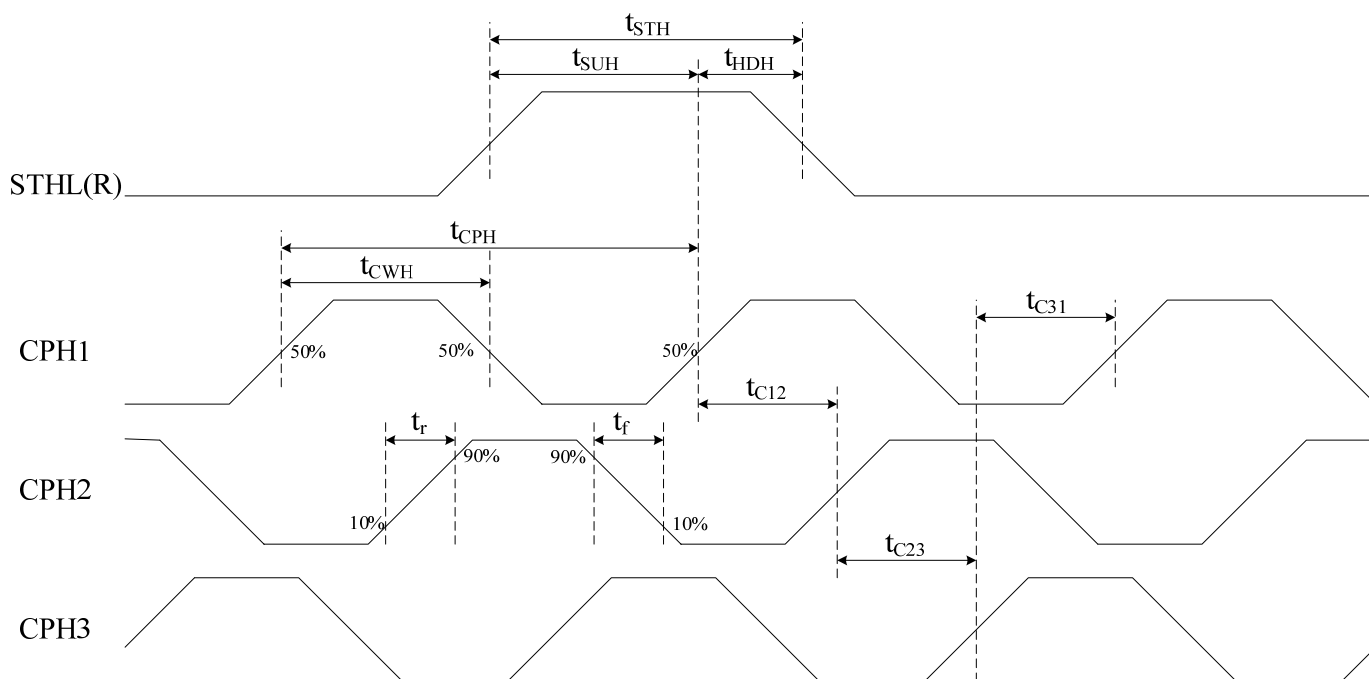 tSTH
tSUH tHDH
STHL(R)
tCPH
tCWH
tC31
CPH1 50% 50% 50%
tC12
tr tf
90% 90%
CPH2
10% 10%
tC23
CPH3